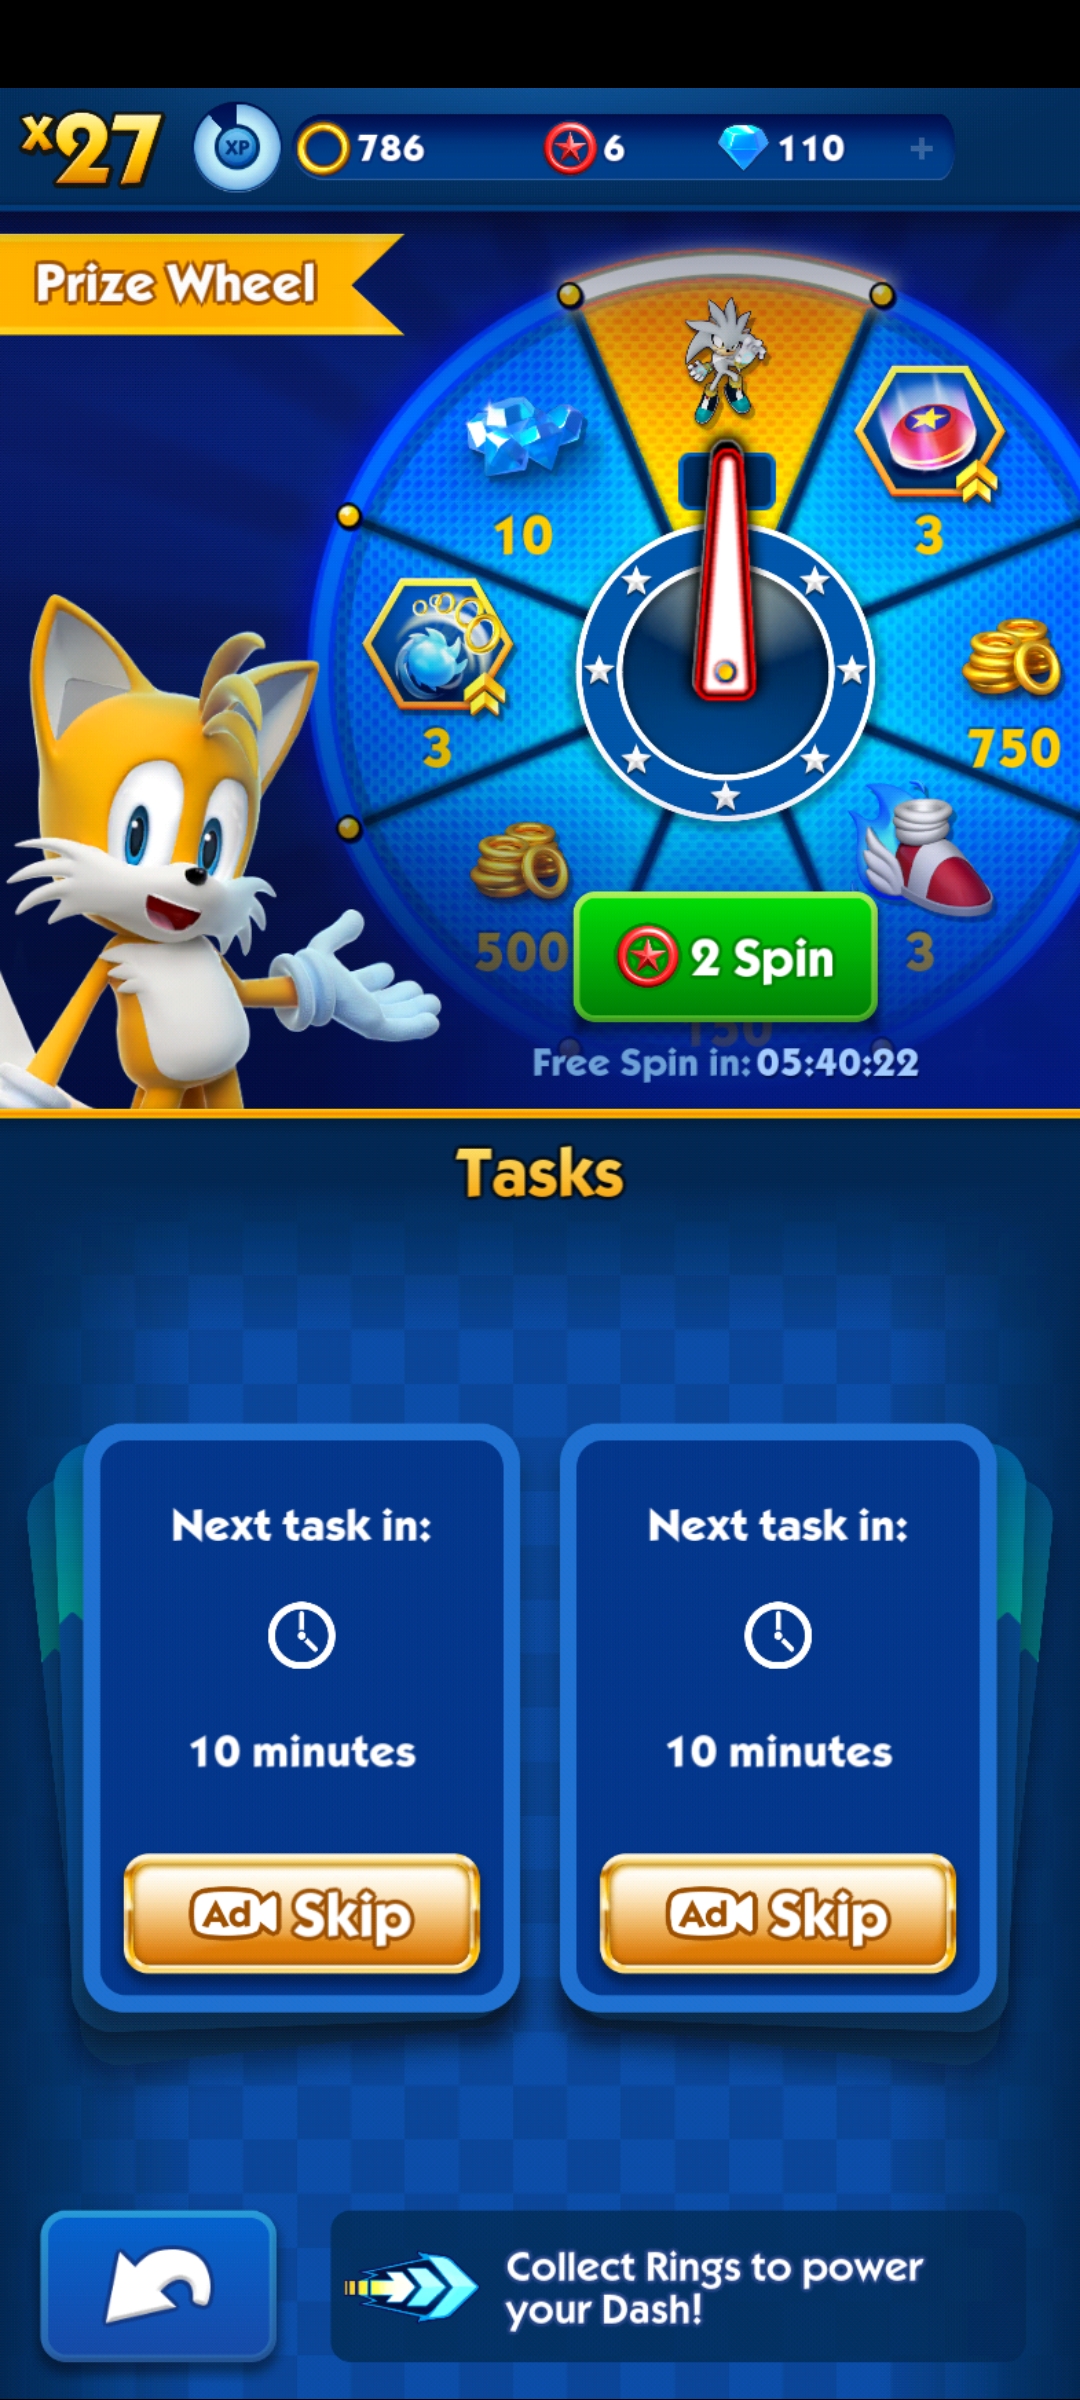 x27
XP
786
6
110
+
Prize Wheel
10
3
3
750
500
3
2 Spin
150
Free Spin in: 05:40:22
Tasks
Next task in:
10 minutes
Ad Skip
Next task in:
10 minutes
Ad Skip
Collect Rings to power
your Dash!